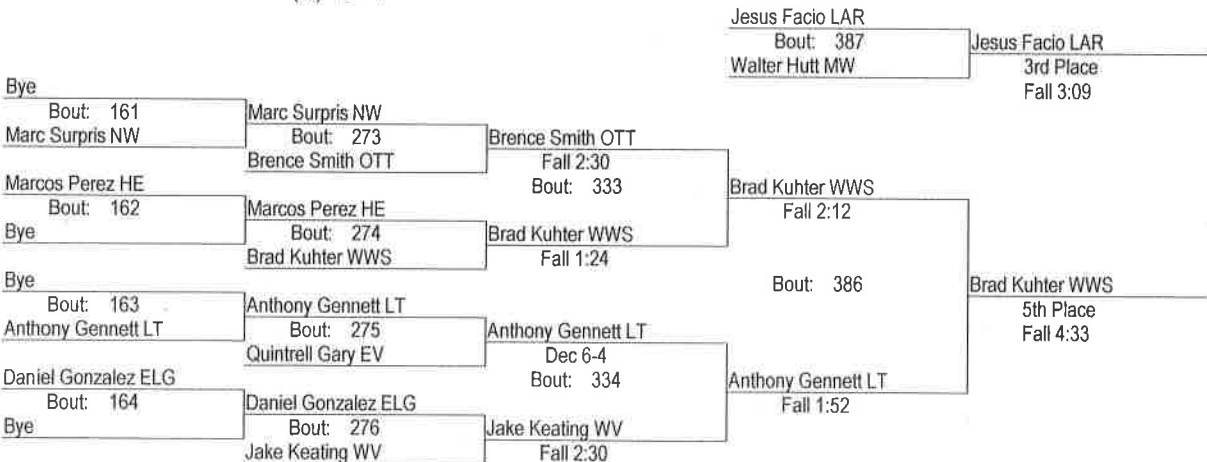 Jesus Facio LAR
Bout: 387
Walter Hutt MW
Jesus Facio LAR
3rd Place
Fall 3:09
Bye
Bout: 161
Marc Surpris NW
Marcos Perez HE
Bout: 162
Bye
Bye
Bout: 163
Anthony Gennett LT
Daniel Gonzalez ELG
Bout: 164
Bye
Marc Surpris NW
Bout: 273
Brence Smith OTT
Marcos Perez HE
Bout: 274
Brad Kuhter WWS
Anthony Gennett LT
Bout: 275
Quintrell Gary EV
Daniel Gonzalez ELG
Bout: 276
Jake Keating WV
Brence Smith OTT
Fall 2:30
Bout: 333
Brad Kuhter WWS
Fall 1:24
Anthony Gennett LT
Dec 6-4
Bout: 334
Jake Keating WV
Fall 2:30
Brad Kuhter WWS
Fall 2:12
Bout: 386
Anthony Gennett LT
Fall 1:52
Brad Kuhter WWS
5th Place
Fall 4:33